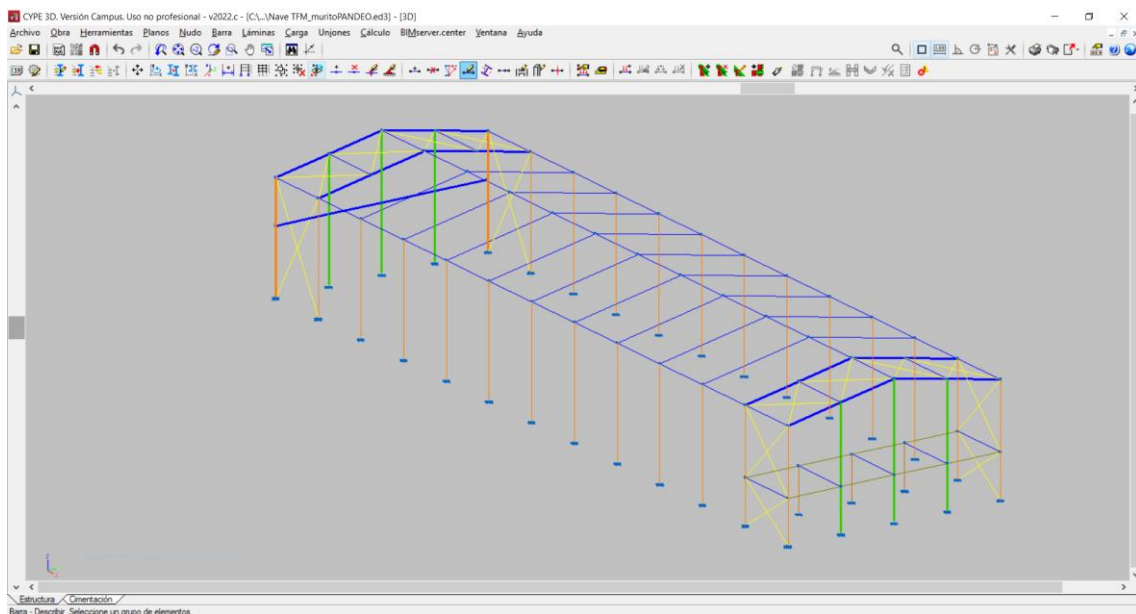 CYPE 3D. Versión Campus. Uso no profesional - v2022.c - [C:\...\Nave TFM_muritoPANDEO.ed3] - [3D]
Archivo Obra Herramientas Planos Nudo Barra Láminas Carga Uniones Cálculo BIMserver.center Ventana Ayuda
Estructura Cimentación
Barra - Describir. Seleccione un grupo de elementos.